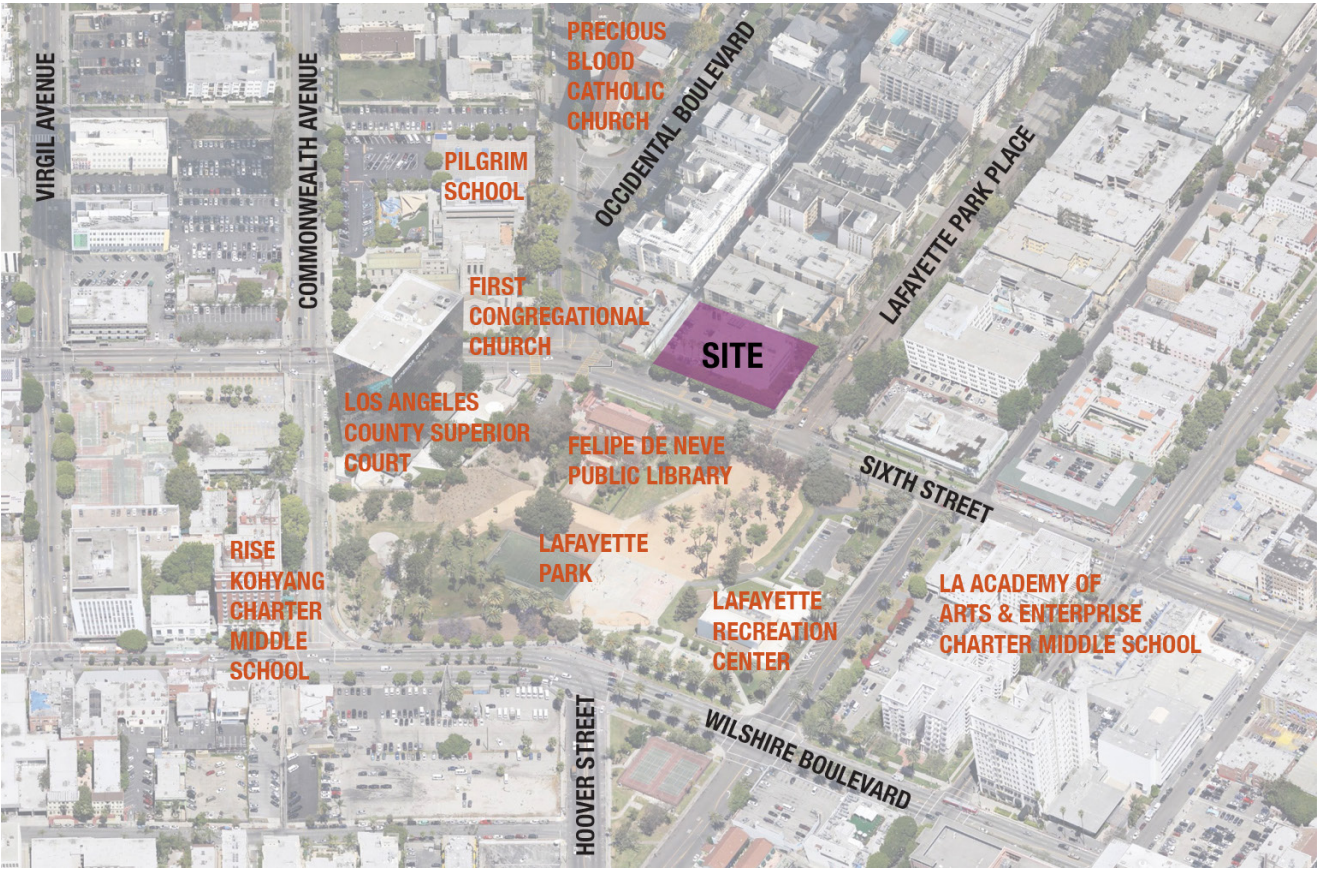 PRECIOUS
BLOOD
CATHOLIC
CHURCH
OCCIDENTAL BOULEVARD
VIRGIL AVENUE
COMMONWEALTH AVENUE
PILGRIM
SCHOOL
LAFAYETTE PARK PLACE
FIRST
CONGREGATIONAL
CHURCH
SITE
LOS ANGELES
COUNTY SUPERIOR
COURT
FELIPE DE NEVE
PUBLIC LIBRARY
SIXTH STREET
RISE
KOHYANG
CHARTER
MIDDLE
SCHOOL
LAFAYETTE
PARK
LAFAYETTE
RECREATION
CENTER
LA ACADEMY OF
ARTS & ENTERPRISE
CHARTER MIDDLE SCHOOL
HOOVER STREET
WILSHIRE BOULEVARD